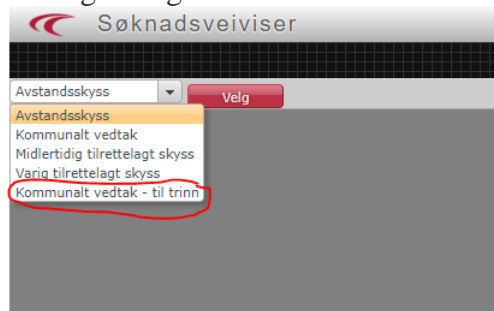 Søknadsveiviser
Avstandsskyss
Velg
Avstandsskyss
Kommunalt vedtak
Midlertidig tilrettelagt skyss
Varig tilrettelagt skyss
Kommunalt vedtak - til trinn